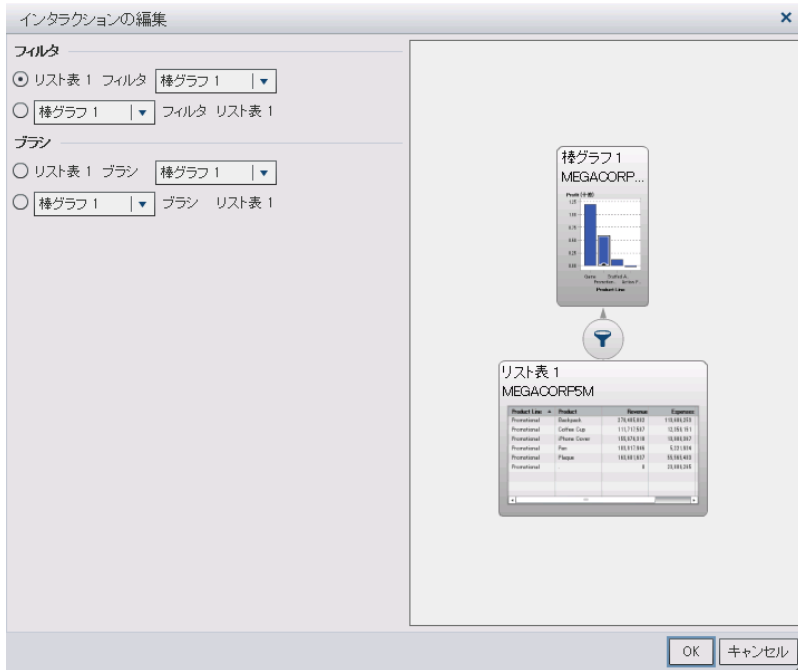 インタラクションの編集
フィルタ
リスト表 1 フィルタ 棒グラフ 1
棒グラフ 1 フィルタ リスト表 1
ブラシ
リスト表 1 ブラシ 棒グラフ 1
棒グラフ 1 ブラシ リスト表 1
棒グラフ 1
MEGACORP...
Product Line
リスト表 1
MEGACORP5M
Product Line Product Revenue Expenses
Promotional Backpack
Promotional Coffee Cup
Promotional iPhone Cover
Promotional Pen
Promotional Plaque
Promotional
OK キャンセル